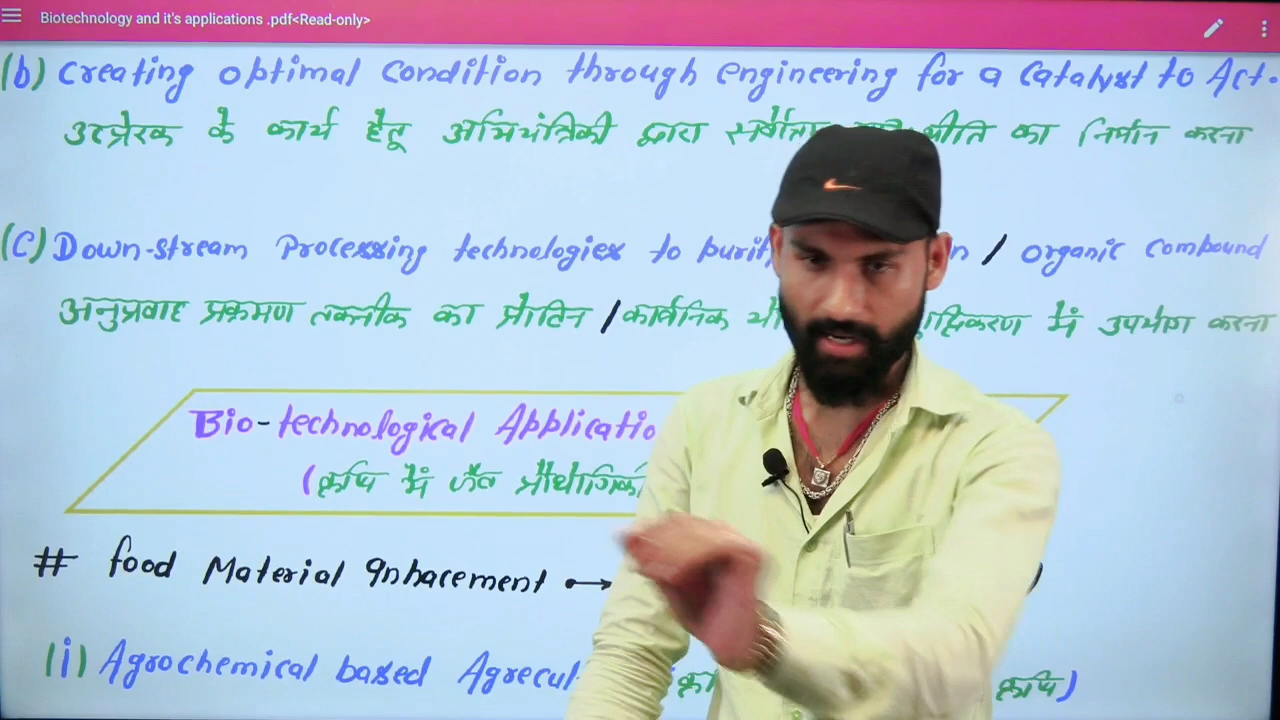 Biotechnology and it's applications .pdf<Read-only>
(b) Creating optimal Condition through engineering for a Catalyst to Act.
उत्प्रेरक के कार्य हेतू अभियंत्रिकी द्वारा का निर्मान करना
(C) Down-stream Processing technologies to / organic Compound
अनुप्रवाह प्रक्रमण तकनीक का प्रोटिन / कार्बनिक में उपयोग करना
Bio-technological
(कृषि में जैव प्रौद्योगिकी
# food Material Inhacement →
(i) Agrochemical based
कृषि)